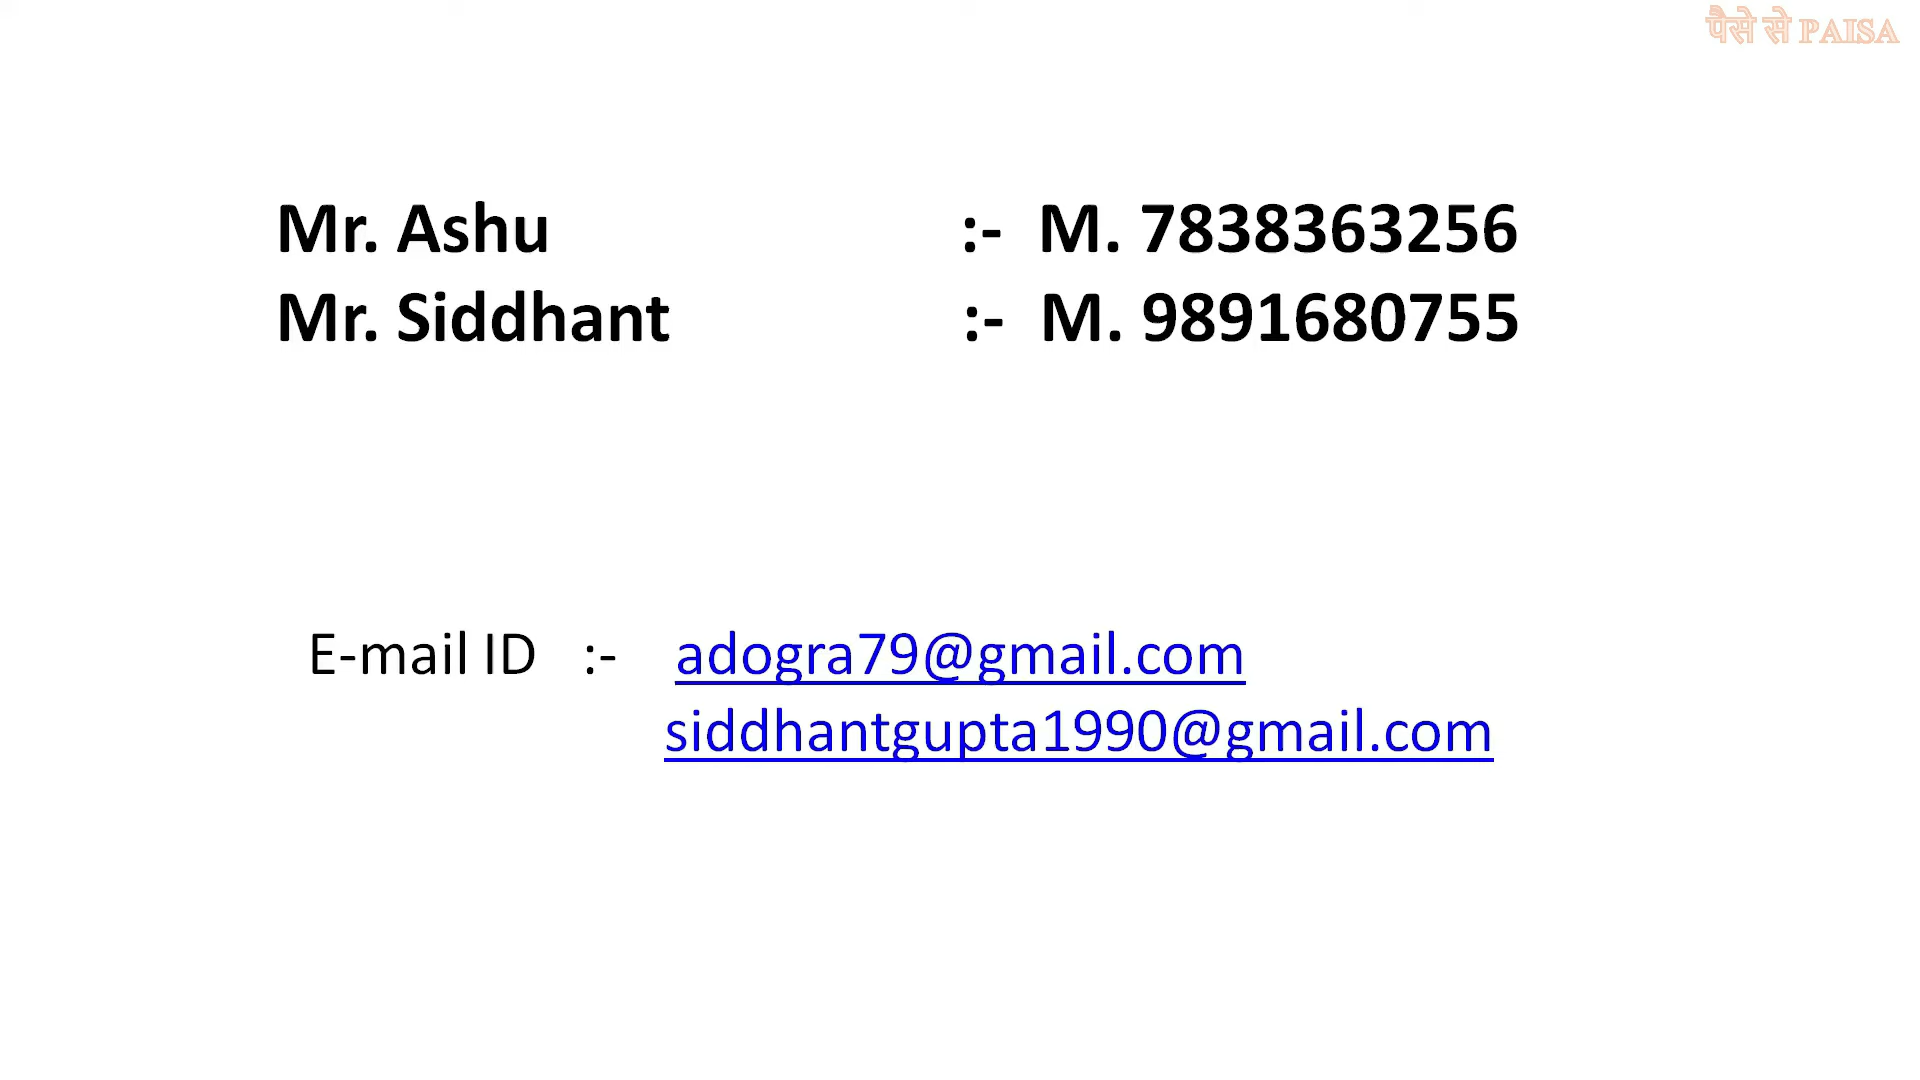 पैसे से PAISA
Mr. Ashu :- M. 7838363256
Mr. Siddhant :- M. 9891680755
E-mail ID :- adogra79@gmail.com
siddhantgupta1990@gmail.com